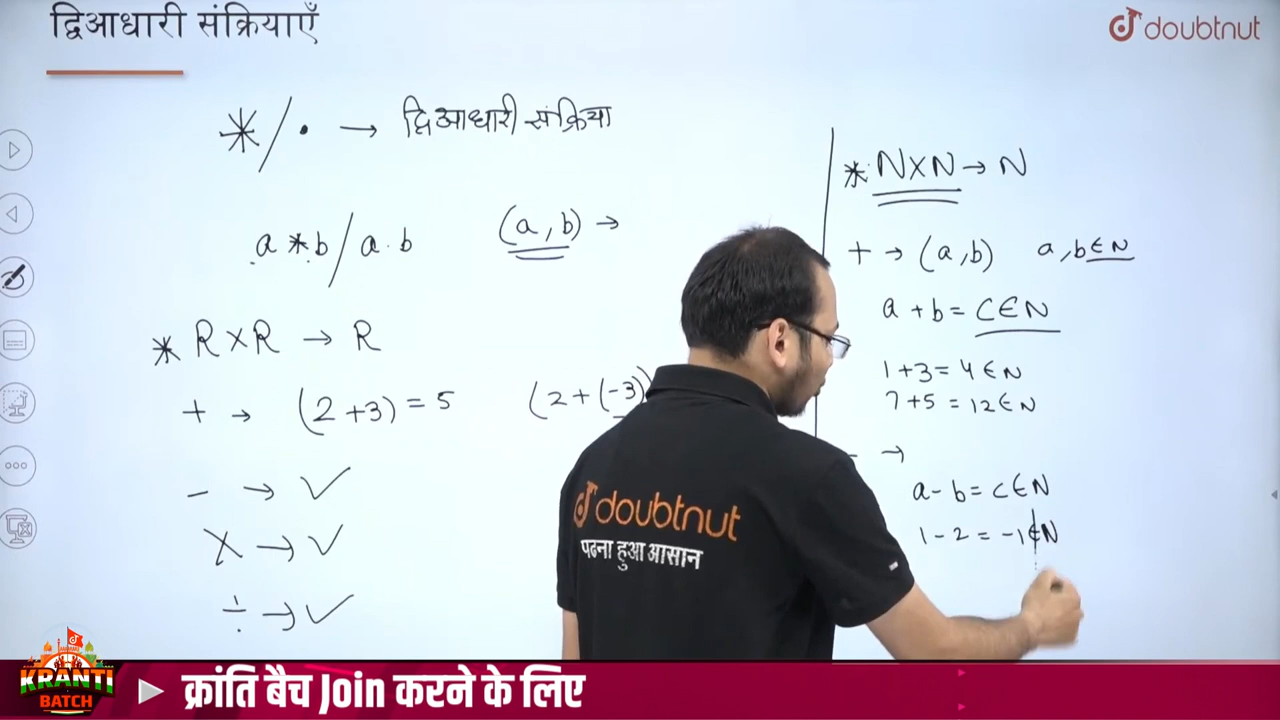 द्विआधारी संक्रियाएँ
doubtnut
* / • → द्विआधारी संक्रिया
a * b / a . b (a, b) →
* R X R → R
+ → (2 + 3) = 5 (2 + (-3)
- → ✓
X → ✓
÷ → ✓
* N X N → N
+ → (a, b) a, b ∈ N
a + b = C ∈ N
1 + 3 = 4 ∈ N
7 + 5 = 12 ∈ N
- →
a - b = C ∈ N
1 - 2 = -1 ∉ N
doubtnut
पढना हुआ आसान
KRANTI
BATCH
क्रांति बैच Join करने के लिए